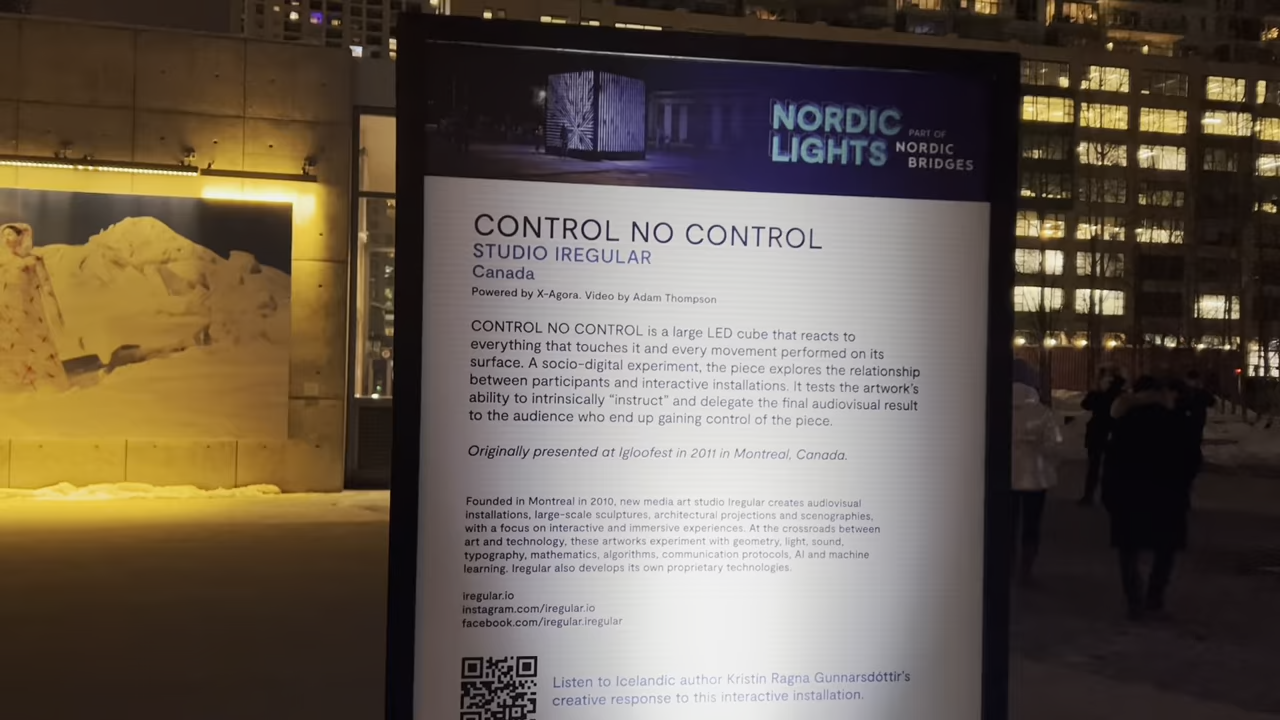 NORDIC
LIGHTS
PART OF
NORDIC
BRIDGES
CONTROL NO CONTROL
STUDIO IREGULAR
Canada
Powered by X-Agora. Video by Adam Thompson
CONTROL NO CONTROL is a large LED cube that reacts to
everything that touches it and every movement performed on its
surface. A socio-digital experiment, the piece explores the relationship
between participants and interactive installations. It tests the artwork's
ability to intrinsically “instruct” and delegate the final audiovisual result
to the audience who end up gaining control of the piece.
Originally presented at Igloofest in 2011 in Montreal, Canada.
Founded in Montreal in 2010, new media art studio Iregular creates audiovisual
installations, large-scale sculptures, architectural projections and scenographies,
with a focus on interactive and immersive experiences. At the crossroads between
art and technology, these artworks experiment with geometry, light, sound,
typography, mathematics, algorithms, communication protocols, AI and machine
learning. Iregular also develops its own proprietary technologies.
iregular.io
instagram.com/iregular.io
facebook.com/iregular.iregular
Listen to Icelandic author Kristín Ragna Gunnarsdóttir's
creative response to this interactive installation.